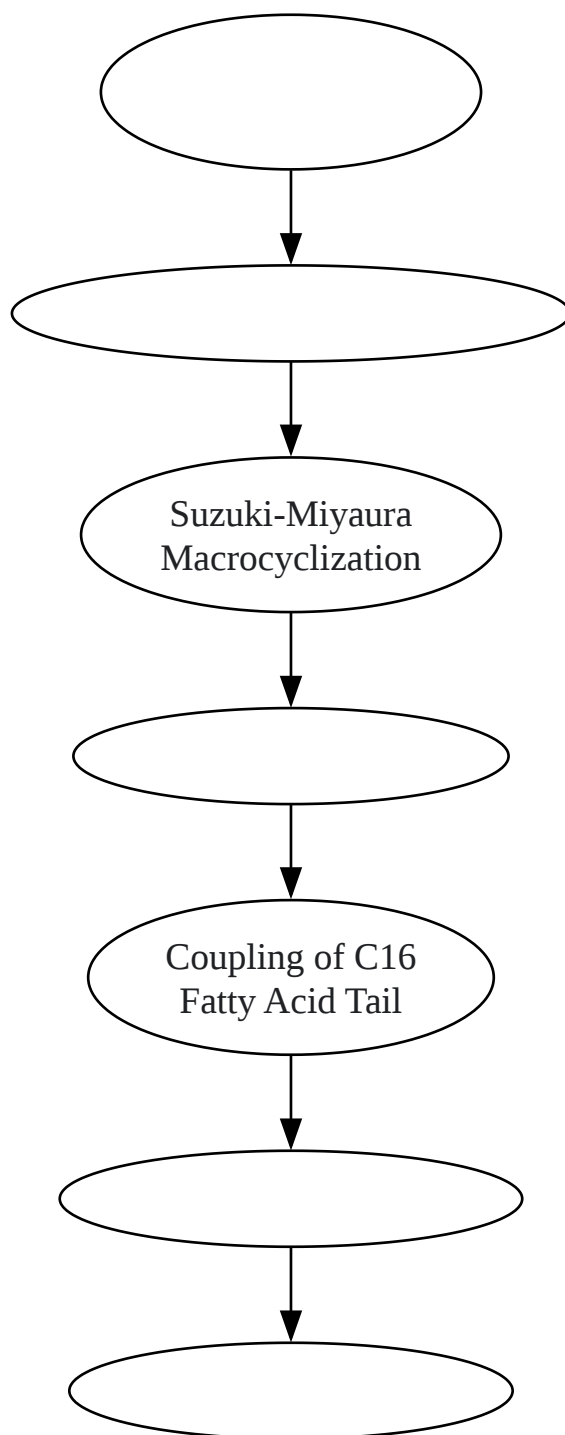 Suzuki-Miyaura
Macrocyclization
Coupling of C16
Fatty Acid Tail